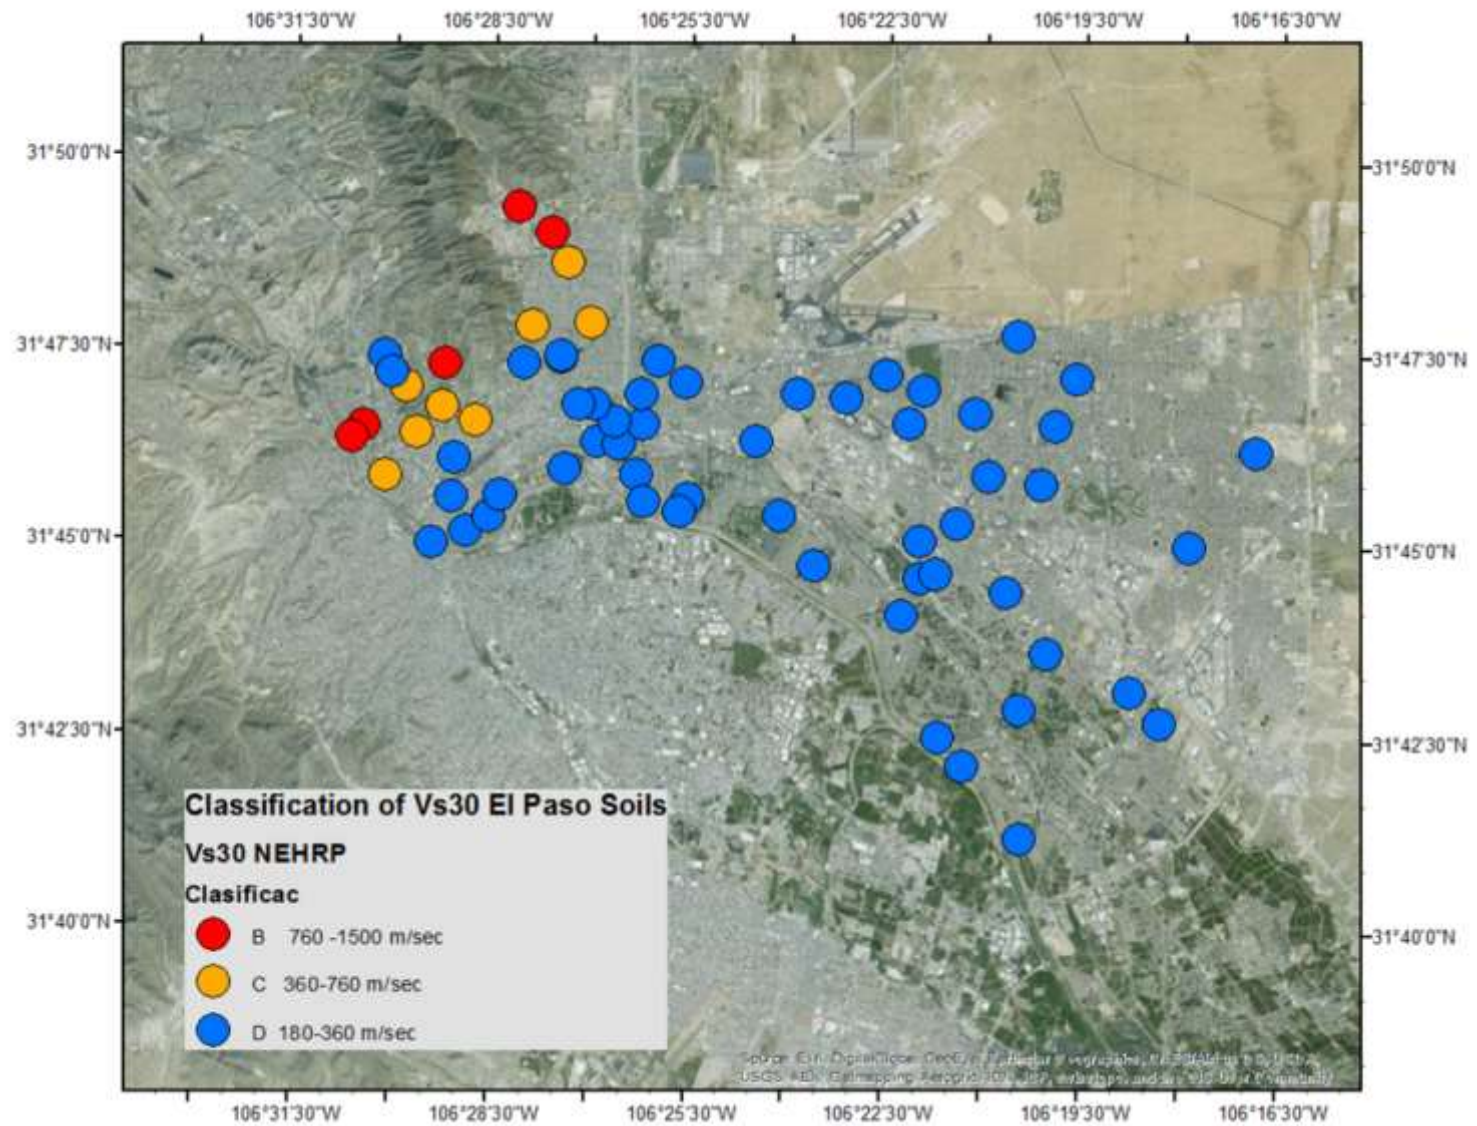 106°31'30"W 106°28'30"W 106°25'30"W 106°22'30"W 106°19'30"W 106°16'30"W
31°50'0"N 31°50'0"N
31°47'30"N 31°47'30"N
31°45'0"N 31°45'0"N
31°42'30"N 31°42'30"N
Classification of Vs30 El Paso Soils
Vs30 NEHRP
Clasificac
31°40'0"N 31°40'0"N
B 760 -1500 m/sec
C 360-760 m/sec
D 180-360 m/sec
Source: Esri,
USGS,
106°31'30"W 106°28'30"W 106°25'30"W 106°22'30"W 106°19'30"W 106°16'30"W